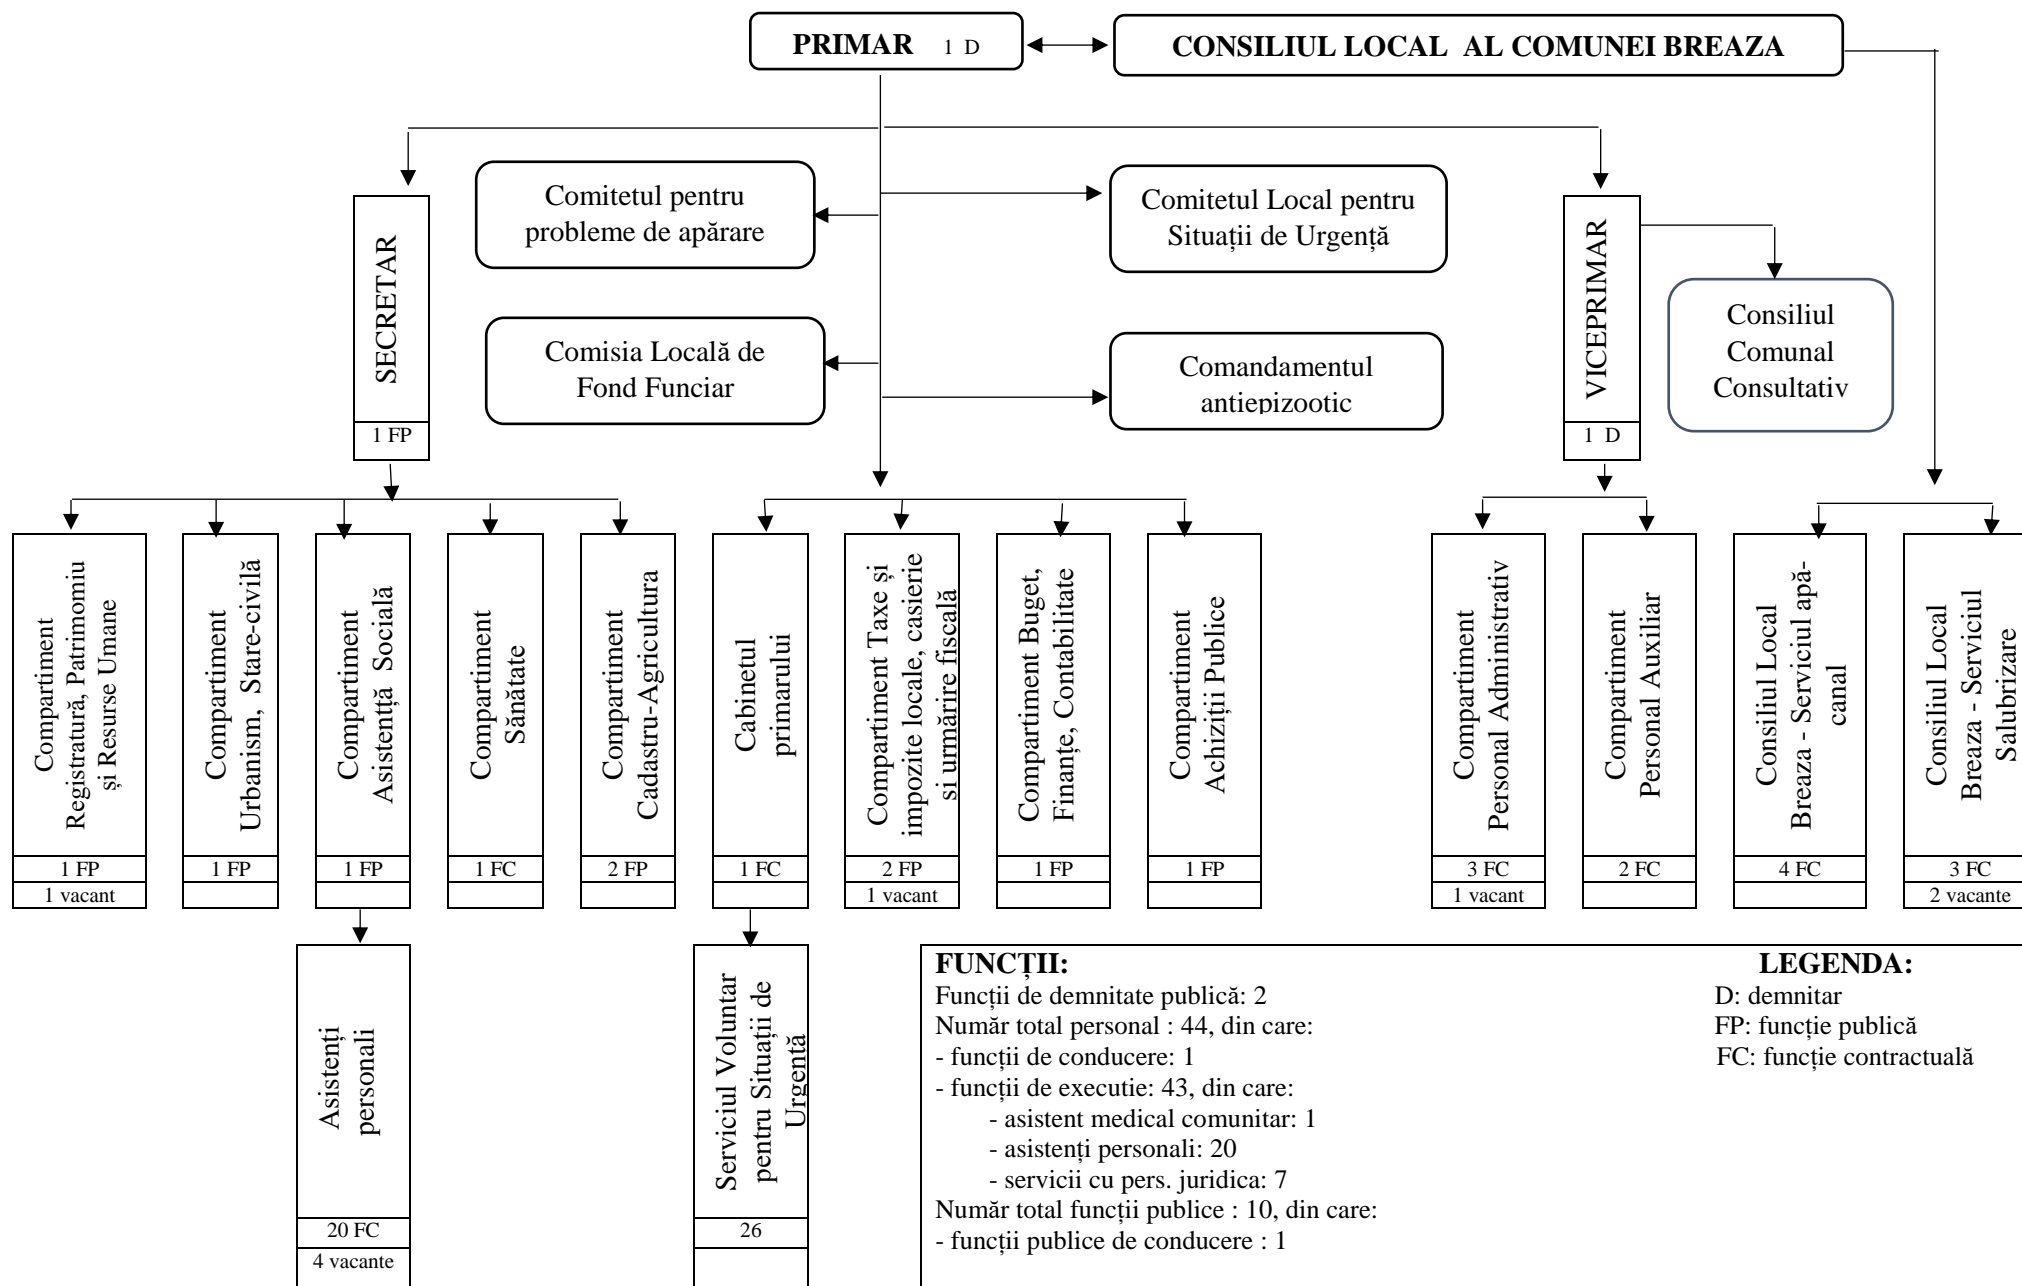 PRIMAR 1 D
CONSILIUL LOCAL AL COMUNEI BREAZA
Comitetul pentru
probleme de apărare
Comitetul Local pentru
Situații de Urgență
SECRETAR
1 FP
Comisia Locală de
Fond Funciar
Comandamentul
antiepizootic
VICEPRIMAR
1 D
Consiliul
Comunal
Consultativ
Compartiment
Registratură, Patrimoniu
și Resurse Umane
1 FP
1 vacant
Compartiment
Urbanism, Stare-civilă
1 FP
Compartiment
Asistență Socială
1 FP
Compartiment
Sănătate
1 FC
Compartiment
Cadastru-Agricultura
2 FP
Cabinetul
primarului
1 FC
Compartiment Taxe și
impozite locale, casierie
si urmărire fiscală
2 FP
1 vacant
Compartiment Buget,
Finanțe, Contabilitate
1 FP
Compartiment
Achiziții Publice
1 FP
Compartiment
Personal Administrativ
3 FC
1 vacant
Compartiment
Personal Auxiliar
2 FC
Consiliul Local
Breaza - Serviciul apă-
canal
4 FC
Consiliul Local
Breaza - Serviciul
Salubrizare
3 FC
2 vacante
Asistenți
personali
20 FC
4 vacante
Serviciul Voluntar
pentru Situații de
Urgență
26
FUNCȚII:
Funcții de demnitate publică: 2
Număr total personal : 44, din care:
- funcții de conducere: 1
- funcții de executie: 43, din care:
- asistent medical comunitar: 1
- asistenți personali: 20
- servicii cu pers. juridica: 7
Număr total funcții publice : 10, din care:
- funcții publice de conducere : 1
LEGENDA:
D: demnitar
FP: funcție publică
FC: funcție contractuală